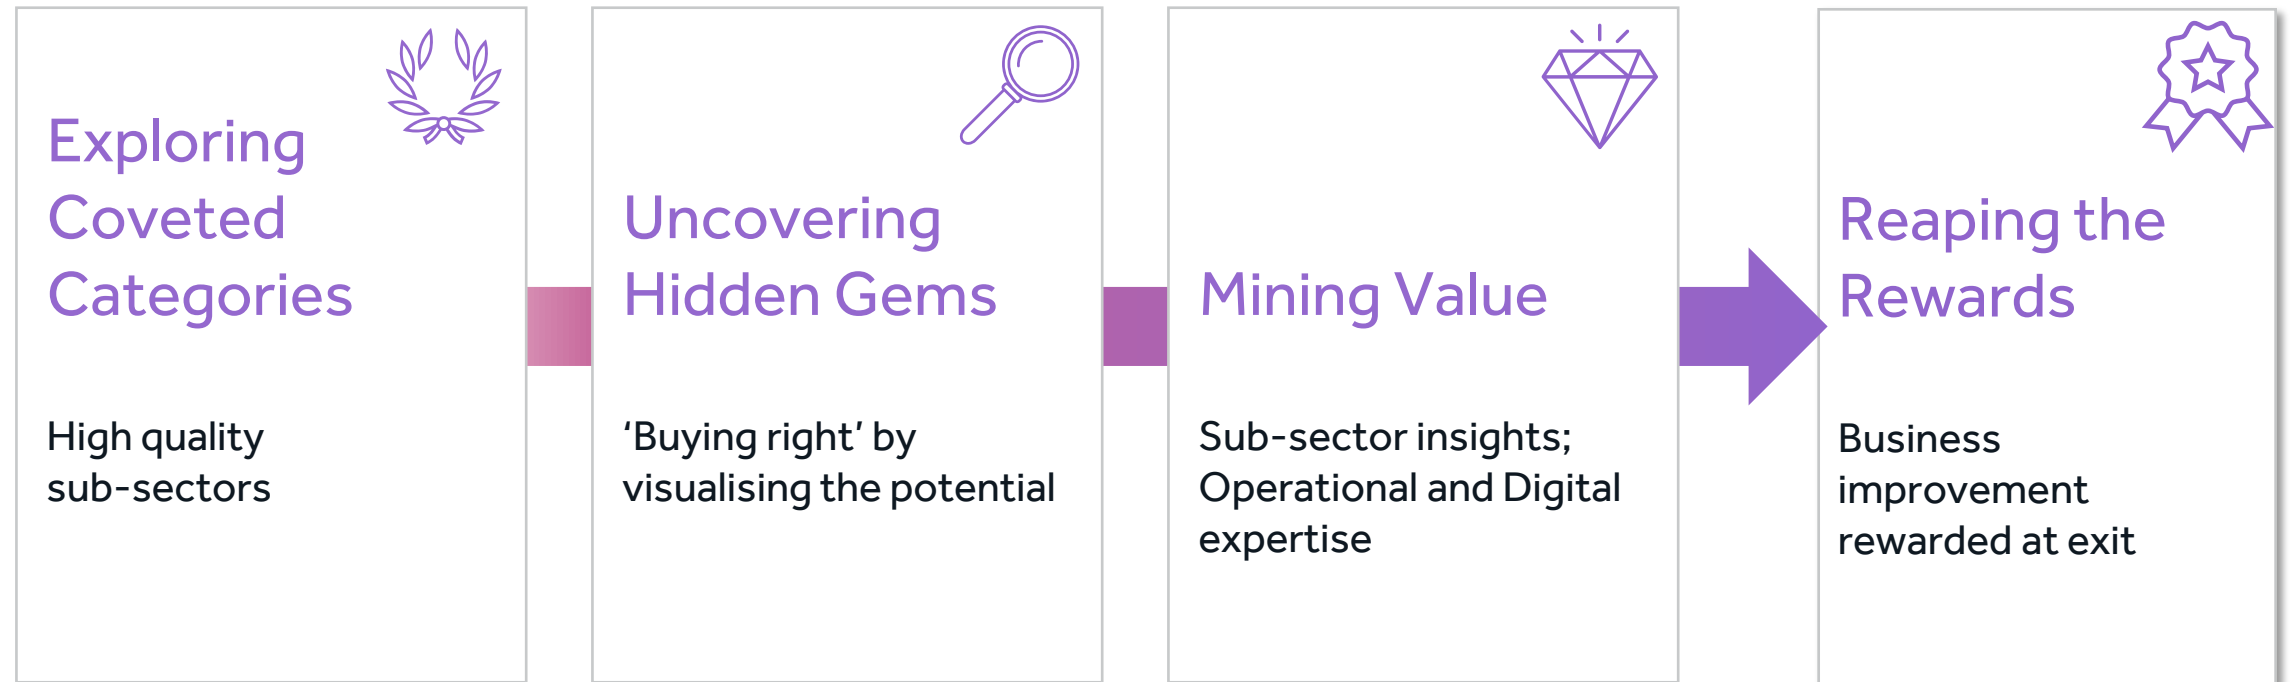 Exploring
Coveted
Categories
High quality
sub-sectors
Uncovering
Hidden Gems
‘Buying right’ by
visualising the potential
Mining Value
Sub-sector insights;
Operational and Digital
expertise
Reaping the
Rewards
Business
improvement
rewarded at exit